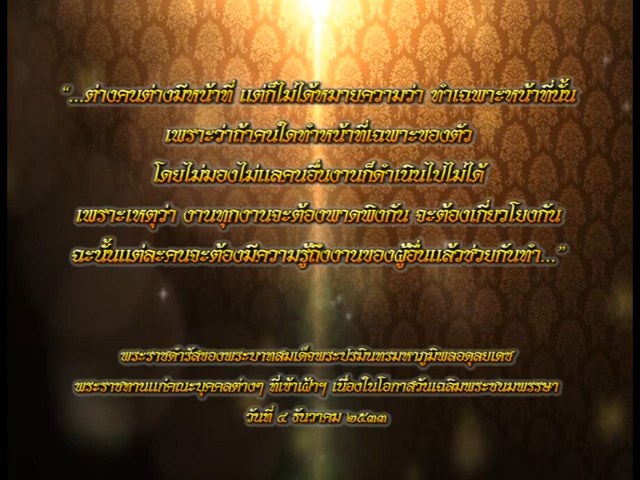 “...ต่างคนต่างมีหน้าที่ แต่ก็ไม่ได้หมายความว่า ทำเฉพาะหน้าที่นั้น
เพราะว่าถ้าคนใดทำหน้าที่เฉพาะของตัว
โดยไม่มองไม่แลคนอื่นงานก็ดำเนินไปไม่ได้
เพราะเหตุว่า งานทุกงานจะต้องพาดพิงกัน จะต้องเกี่ยวโยงกัน
ฉะนั้นแต่ละคนจะต้องมีความรู้ถึงงานของผู้อื่นแล้วช่วยกันทำ...”
พระราชดำรัสของพระบาทสมเด็จพระปรมินทรมหาภูมิพลอดุลยเดช
พระราชทานแก่คณะบุคคลต่างๆ ที่เข้าเฝ้าฯ เนื่องในโอกาสวันเฉลิมพระชนมพรรษา
วันที่ ๔ ธันวาคม ๒๕๓๓